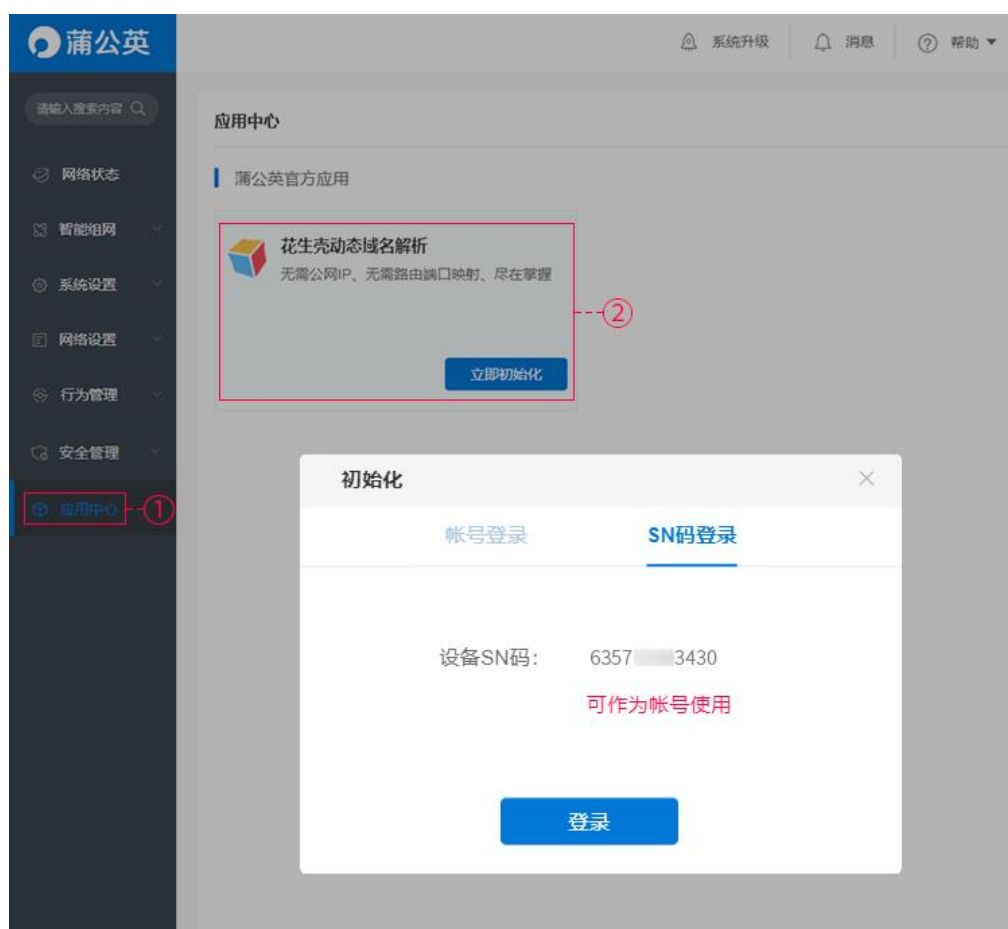 蒲公英
系统升级
消息
帮助
请输入搜索内容
应用中心
网络状态
蒲公英官方应用
智能组网
花生壳动态域名解析
无需公网IP、无需路由端口映射、尽在掌握
系统设置
②
网络设置
立即初始化
行为管理
安全管理
初始化
应用中心
①
帐号登录
SN码登录
设备SN码：
6357 3430
可作为帐号使用
登录